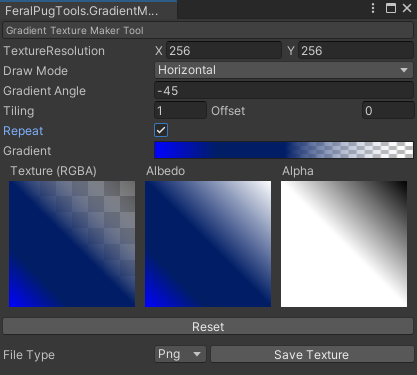 FeralPugTools.GradientM...
Gradient Texture Maker Tool
TextureResolution X 256 Y 256
Draw Mode Horizontal
Gradient Angle -45
Tiling 1 Offset 0
Repeat
Gradient
Texture (RGBA) Albedo Alpha
Reset
File Type Png Save Texture